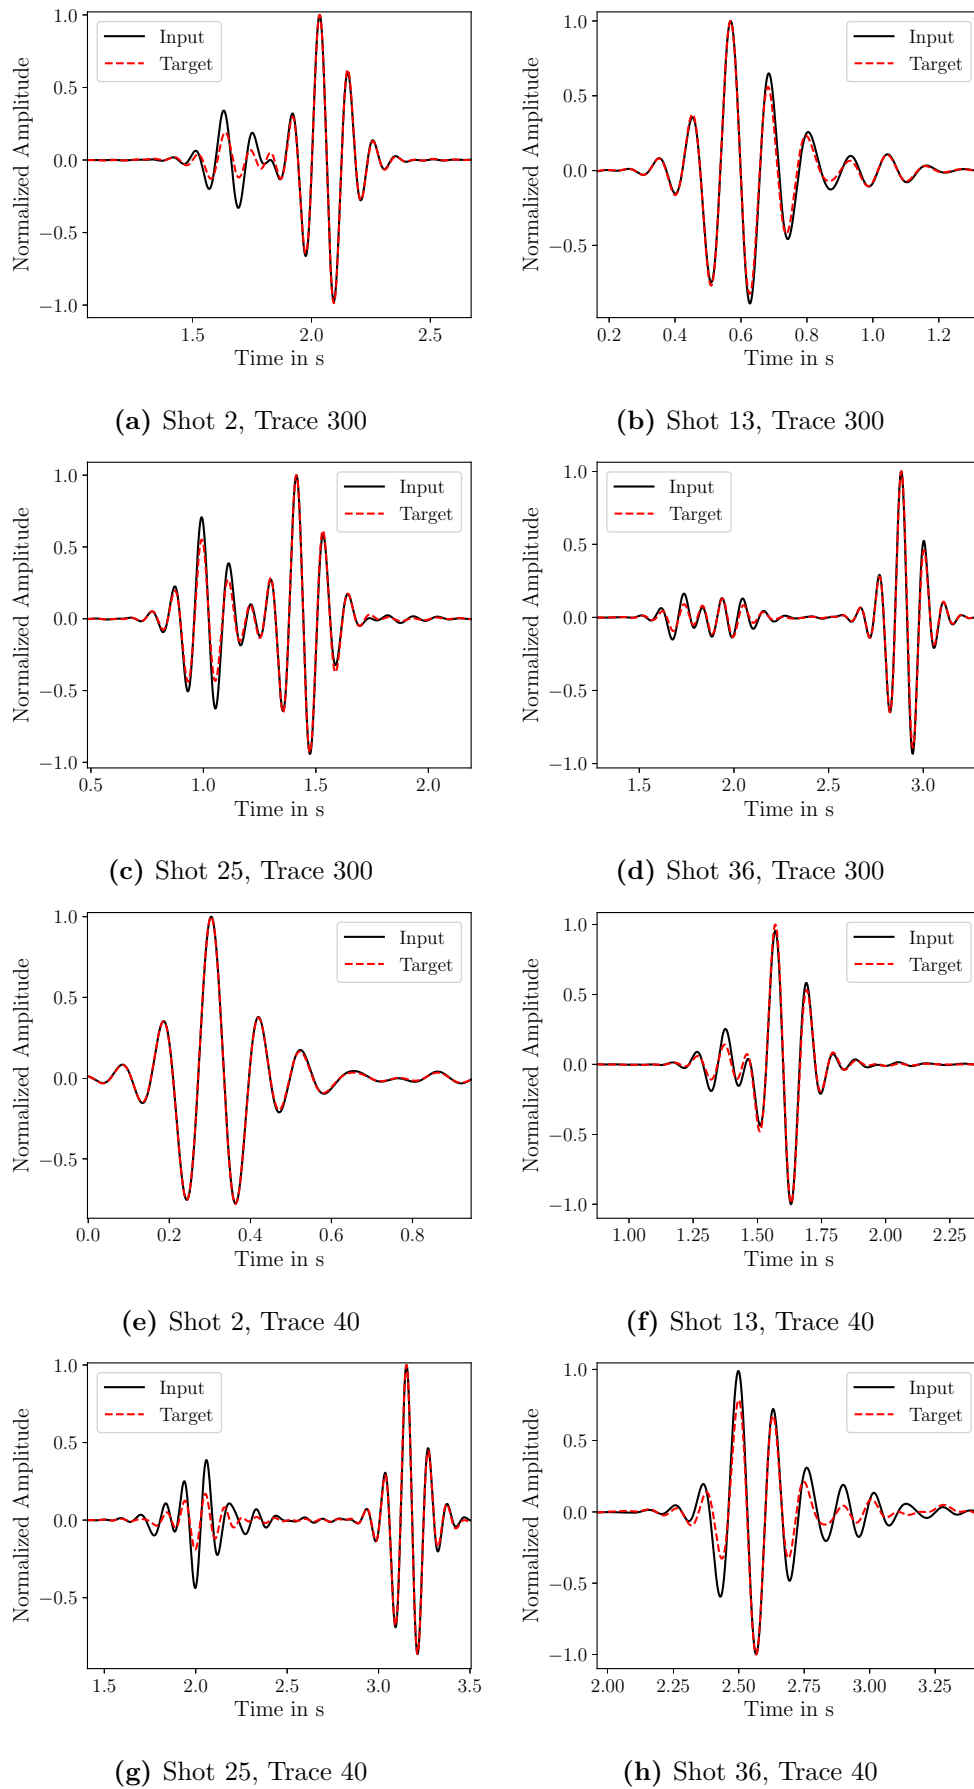 1.0
0.5
0.0
−0.5
−1.0
Normalized Amplitude
Input
Target
1.5
2.0
2.5
Time in s
(a) Shot 2, Trace 300
1.0
0.5
0.0
−0.5
Normalized Amplitude
Input
Target
0.2
0.4
0.6
0.8
1.0
1.2
Time in s
(b) Shot 13, Trace 300
1.0
0.5
0.0
−0.5
−1.0
Normalized Amplitude
Input
Target
0.5
1.0
1.5
2.0
Time in s
(c) Shot 25, Trace 300
1.0
0.5
0.0
−0.5
−1.0
Normalized Amplitude
Input
Target
1.5
2.0
2.5
3.0
Time in s
(d) Shot 36, Trace 300
1.0
0.5
0.0
−0.5
Normalized Amplitude
Input
Target
0.0
0.2
0.4
0.6
0.8
Time in s
(e) Shot 2, Trace 40
1.0
0.5
0.0
−0.5
−1.0
Normalized Amplitude
Input
Target
1.00
1.25
1.50
1.75
2.00
2.25
Time in s
(f) Shot 13, Trace 40
1.0
0.5
0.0
−0.5
Normalized Amplitude
Input
Target
1.5
2.0
2.5
3.0
3.5
Time in s
(g) Shot 25, Trace 40
1.0
0.5
0.0
−0.5
−1.0
Normalized Amplitude
Input
Target
2.00
2.25
2.50
2.75
3.00
3.25
Time in s
(h) Shot 36, Trace 40